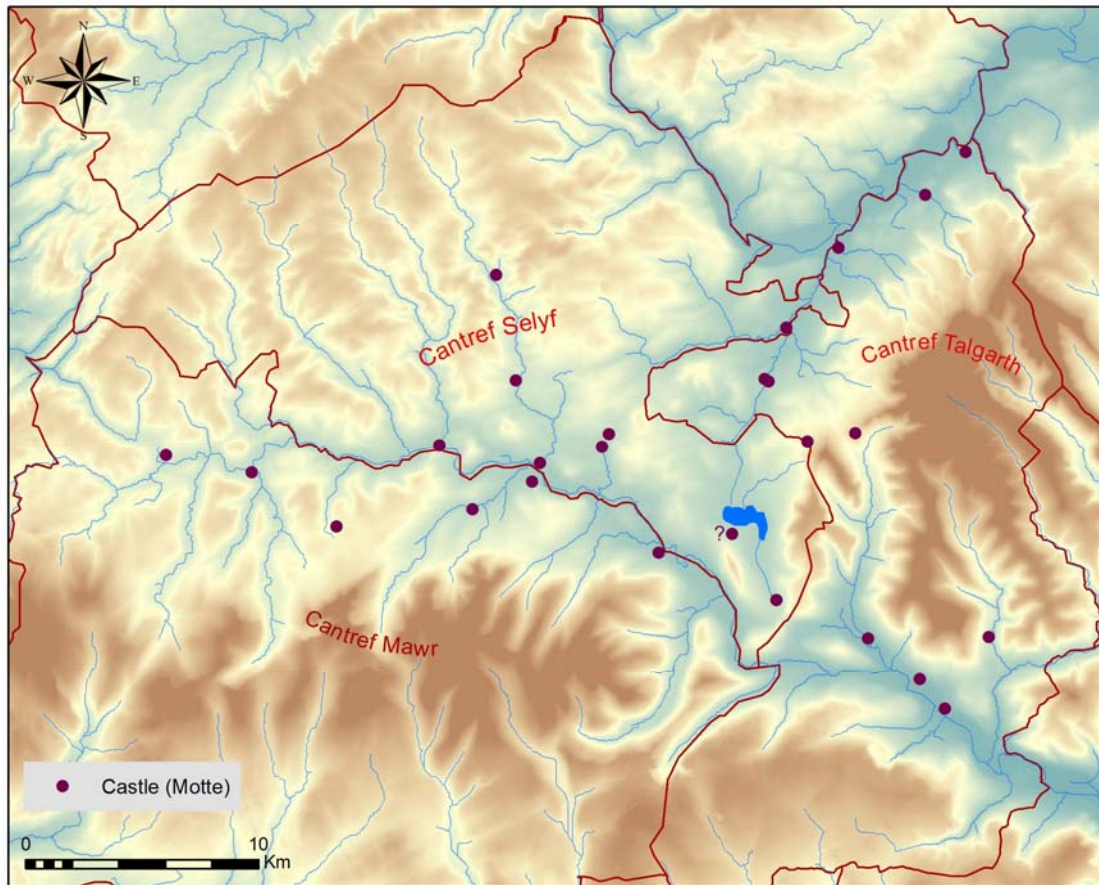 N
W E
S
Cantref Selyf
Cantref Talgarth
?
Cantref Mawr
Castle (Motte)
0 10
Km